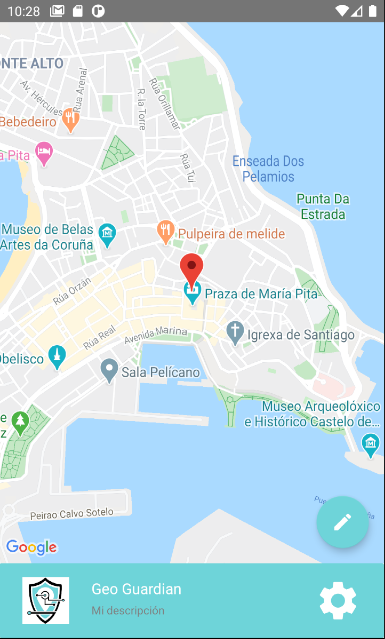 10:28
ONTE ALTO
Av. Hercules
Rúa Arenal
R. la Torre
Rúa Orillamar
Bebedeiro
a Pita
Rúa Tui
Enseada Dos
Pelamios
Punta Da
Estrada
Museo de Belas
Artes da Coruña
Pulpeira de melide
Rúa Orzán
Praza de María Pita
Rúa Real
Avenida Marina
Igrexa de Santiago
Obelisco
Sala Pelícano
Museo Arqueolóxico
e Histórico Castelo de...
e
z
Peirao Calvo Sotelo
Google
Geo Guardian
Mi descripción